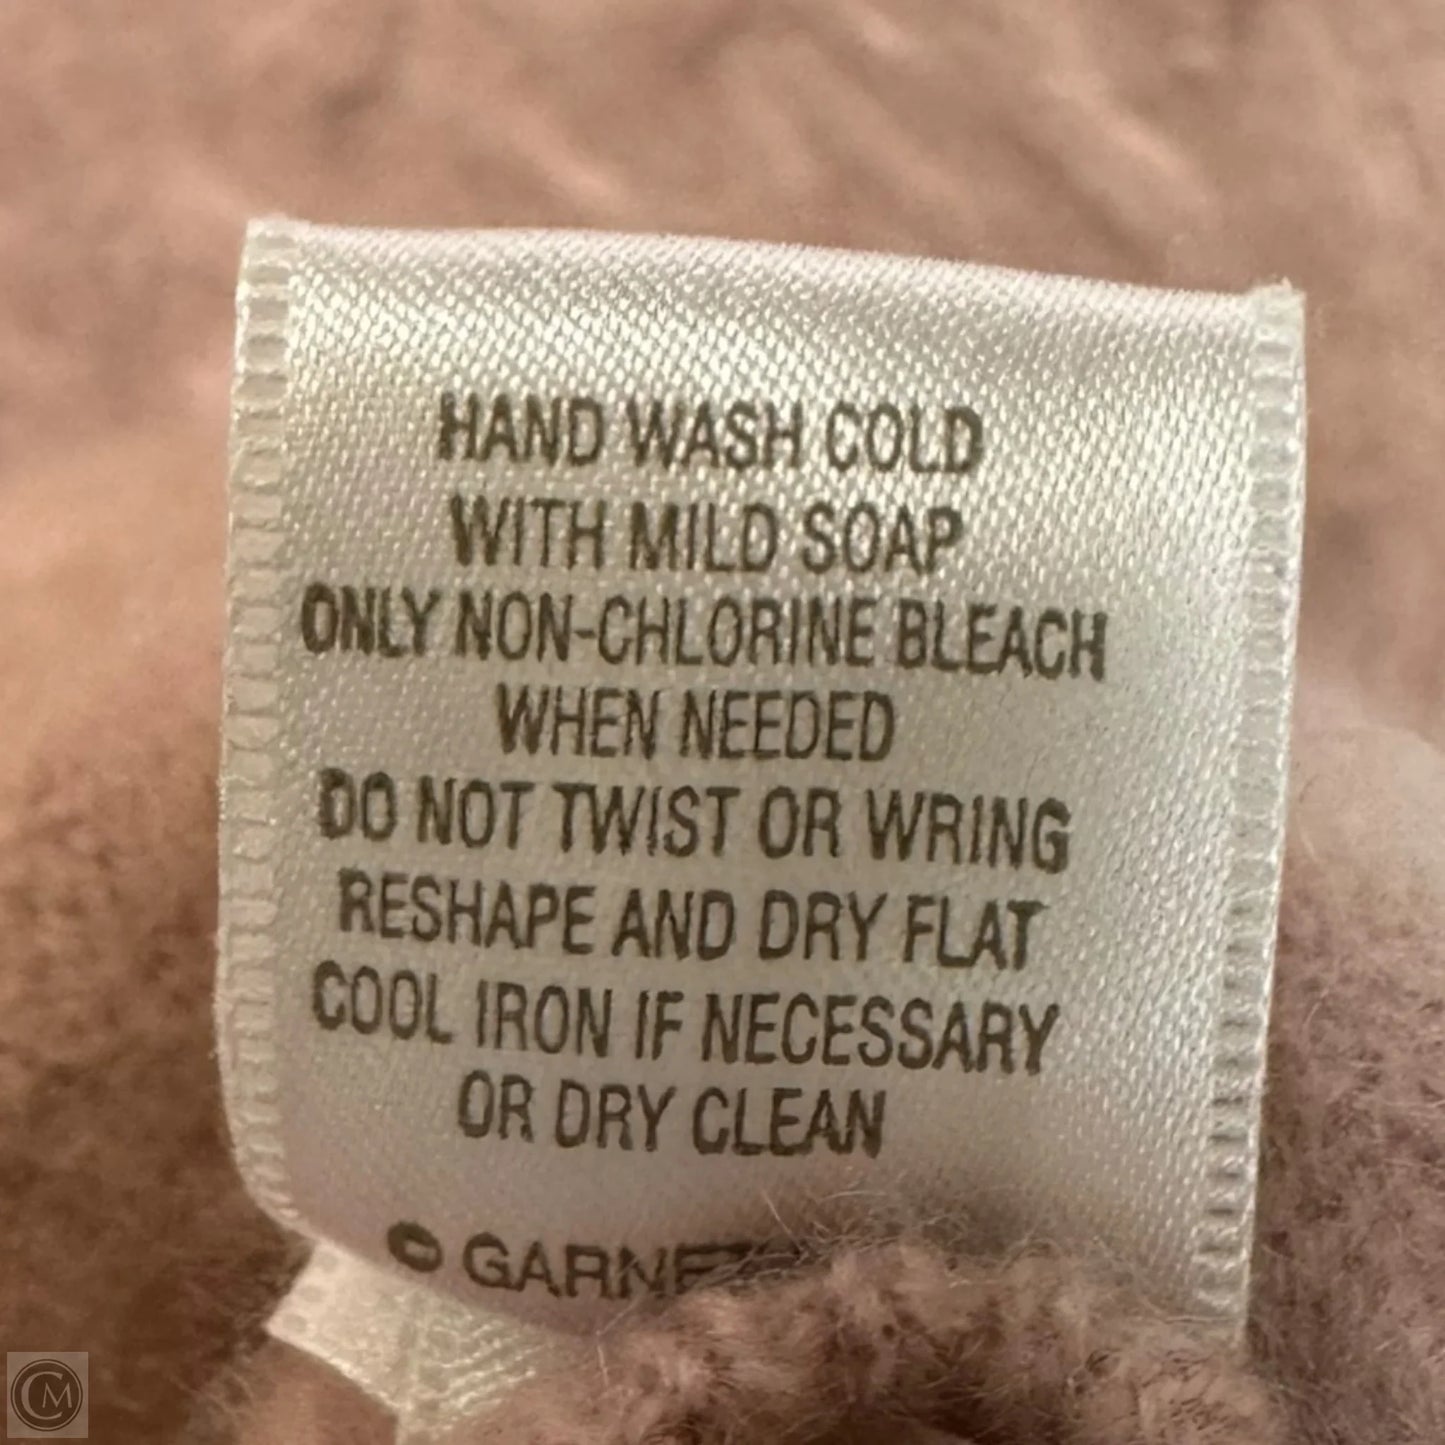 HAND WASH COLD
WITH MILD SOAP
ONLY NON-CHLORINE BLEACH
WHEN NEEDED
DO NOT TWIST OR WRING
RESHAPE AND DRY FLAT
COOL IRON IF NECESSARY
OR DRY CLEAN
CM